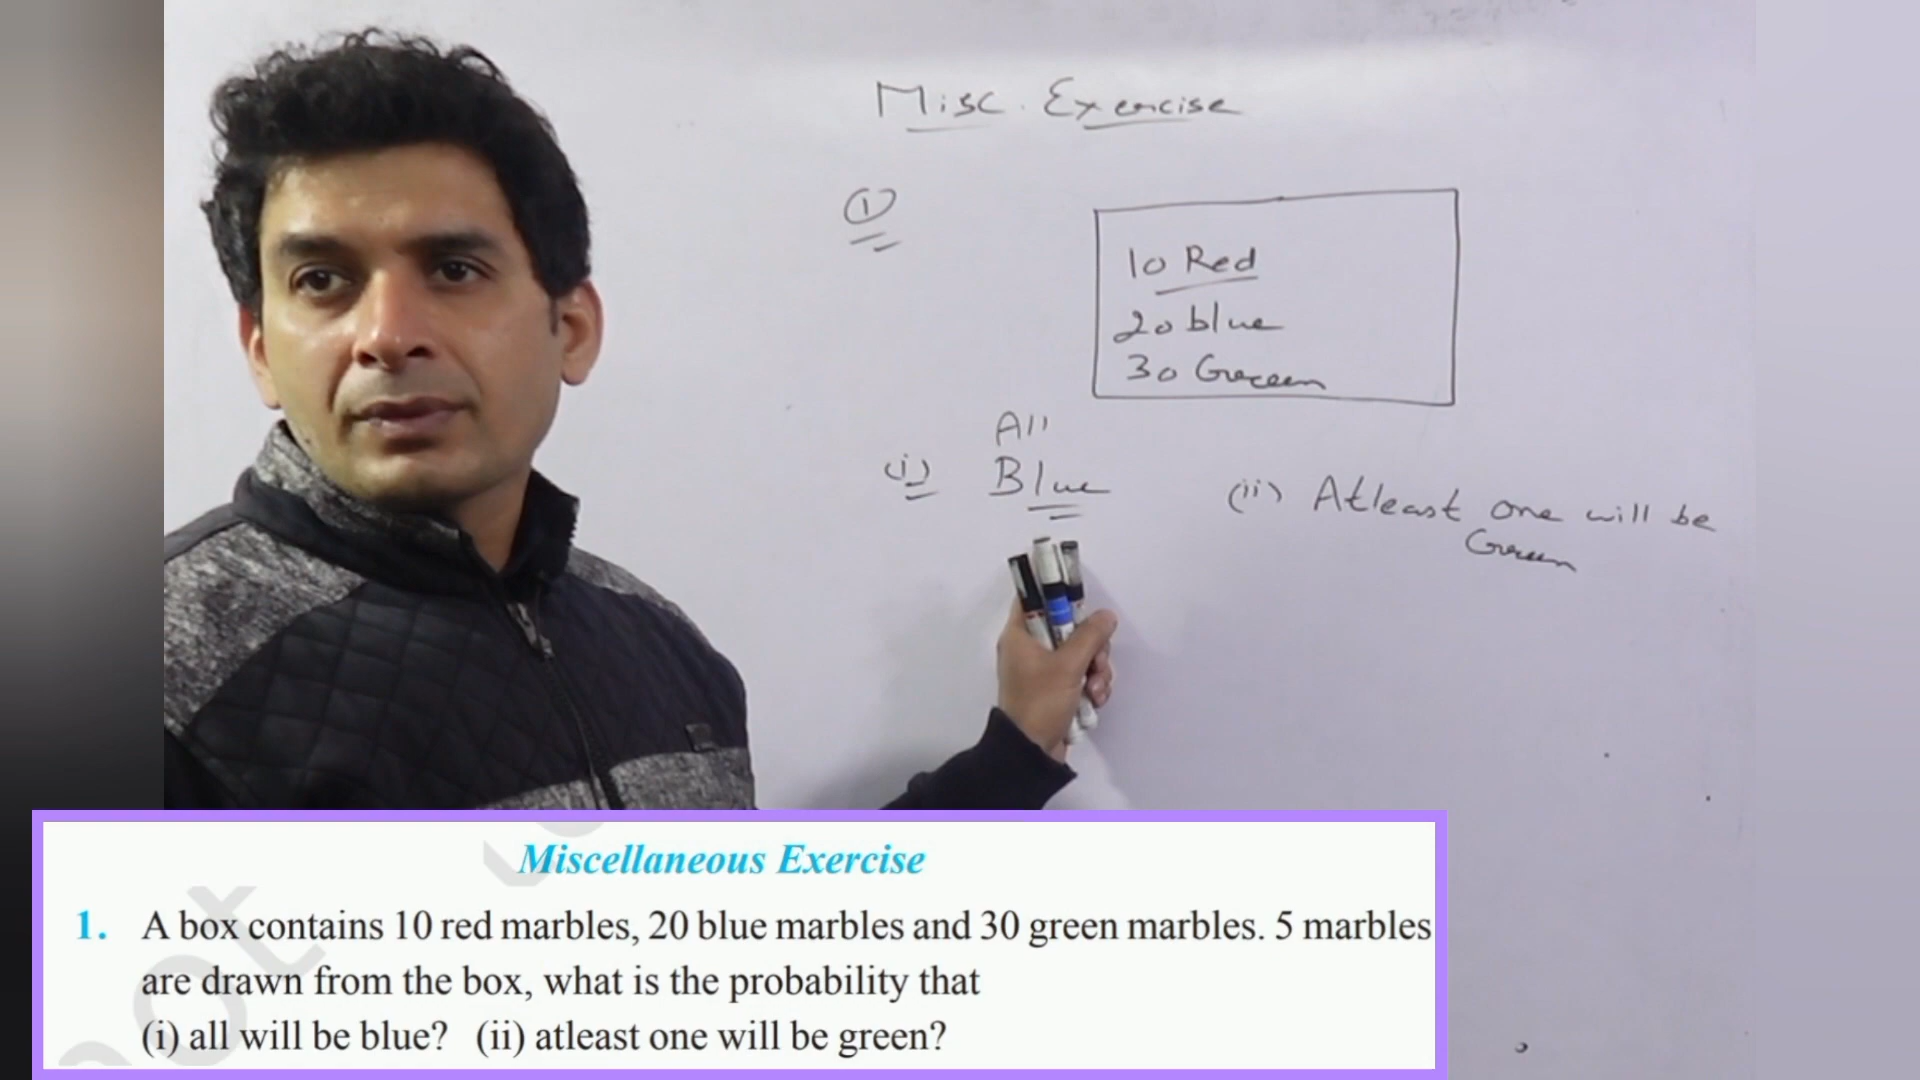 Misc. Exercise
(1)
10 Red
20 blue
30 Greeen
All
(i) Blue
(ii) Atleast one will be
Green
Miscellaneous Exercise
1. A box contains 10 red marbles, 20 blue marbles and 30 green marbles. 5 marbles
are drawn from the box, what is the probability that
(i) all will be blue? (ii) atleast one will be green?